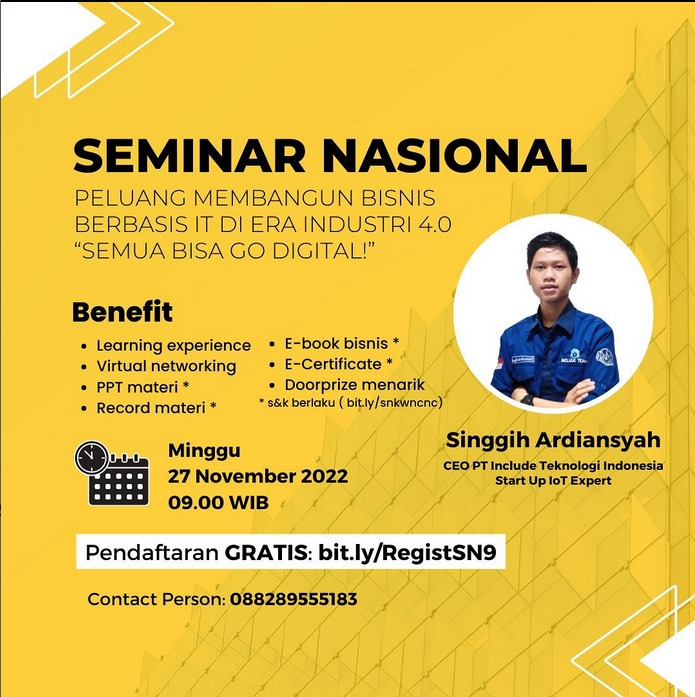 SEMINAR NASIONAL
PELUANG MEMBANGUN BISNIS
BERBASIS IT DI ERA INDUSTRI 4.0
“SEMUA BISA GO DIGITAL!”
Benefit
• Learning experience
• Virtual networking
• PPT materi *
• Record materi *
• E-book bisnis *
• E-Certificate *
• Doorprize menarik
* s&k berlaku ( bit.ly/snkwncnc)
INCLUDE TEAM
Singgih Ardiansyah
CEO PT Include Teknologi Indonesia
Start Up IoT Expert
Minggu
27 November 2022
09.00 WIB
Pendaftaran GRATIS: bit.ly/RegistSN9
Contact Person: 088289555183